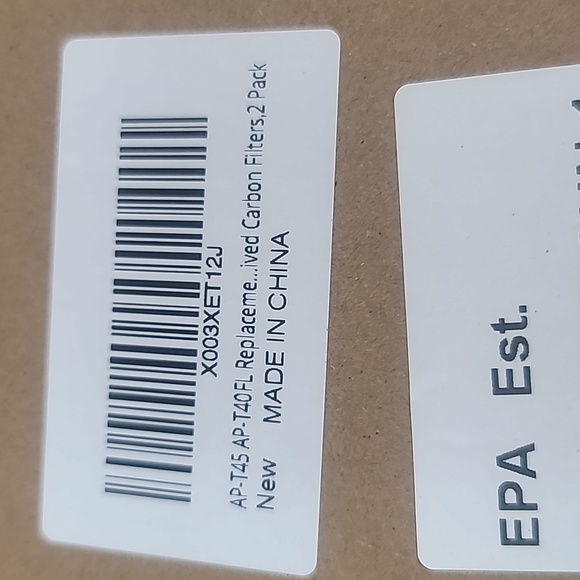 X003XET12J
AP-T45 AP-T40FL Replaceme...ived Carbon Filters,2 Pack
New MADE IN CHINA
EPA Est.